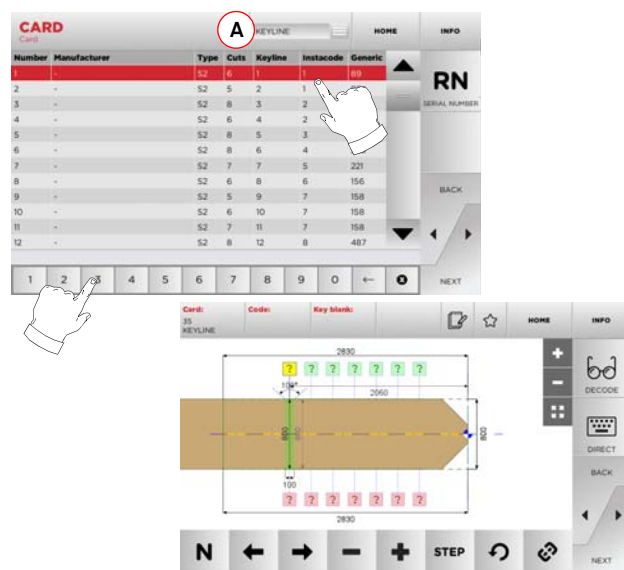 CARD
Card
A
KEYLINE
HOME
INFO
Number Manufacturer Type Cuts Keyline Instacode Generic
1 - S2 6 1 1 89
2 - S2 5 2 1
3 - S2 8 3 2
4 - S2 6 4 2
5 - S2 8 5 3
6 - S2 8 6 4
7 - S2 7 7 5 221
8 - S2 6 8 6 156
9 - S2 5 9 7 158
10 - S2 6 10 7 158
11 - S2 7 11 7 158
12 - S2 8 12 8 487
RN
SERIAL NUMBER
BACK
NEXT
1 2 3 4 5 6 7 8 9 0
Card: Code: Key blank:
35
KEYLINE
HOME
INFO
2830
? ? ? ? ? ? ?
109°
2060
800
800
100
? ? ? ? ? ? ?
2830
DECODE
DIRECT
BACK
NEXT
N
STEP